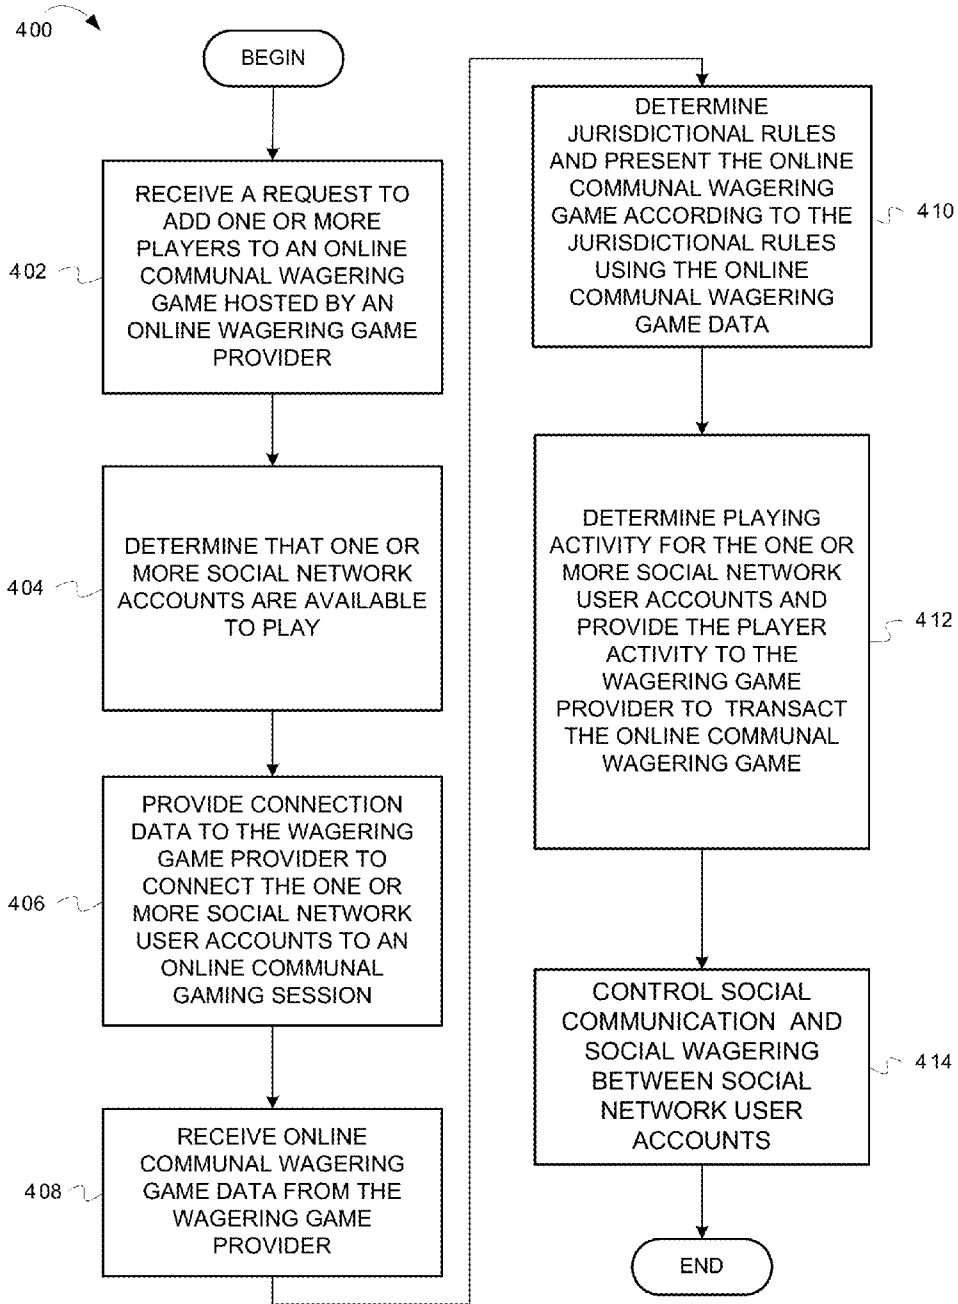 400
BEGIN
RECEIVE A REQUEST TO
ADD ONE OR MORE
PLAYERS TO AN ONLINE
COMMUNAL WAGERING
GAME HOSTED BY AN
ONLINE WAGERING GAME
PROVIDER
402
DETERMINE THAT ONE OR
MORE SOCIAL NETWORK
ACCOUNTS ARE AVAILABLE
TO PLAY
404
PROVIDE CONNECTION
DATA TO THE WAGERING
GAME PROVIDER TO
CONNECT THE ONE OR
MORE SOCIAL NETWORK
USER ACCOUNTS TO AN
ONLINE COMMUNAL
GAMING SESSION
406
RECEIVE ONLINE
COMMUNAL WAGERING
GAME DATA FROM THE
WAGERING GAME
PROVIDER
408
DETERMINE
JURISDICTIONAL RULES
AND PRESENT THE ONLINE
COMMUNAL WAGERING
GAME ACCORDING TO THE
JURISDICTIONAL RULES
USING THE ONLINE
COMMUNAL WAGERING
GAME DATA
410
DETERMINE PLAYING
ACTIVITY FOR THE ONE OR
MORE SOCIAL NETWORK
USER ACCOUNTS AND
PROVIDE THE PLAYER
ACTIVITY TO THE
WAGERING GAME
PROVIDER TO TRANSACT
THE ONLINE COMMUNAL
WAGERING GAME
412
CONTROL SOCIAL
COMMUNICATION AND
SOCIAL WAGERING
BETWEEN SOCIAL
NETWORK USER
ACCOUNTS
414
END